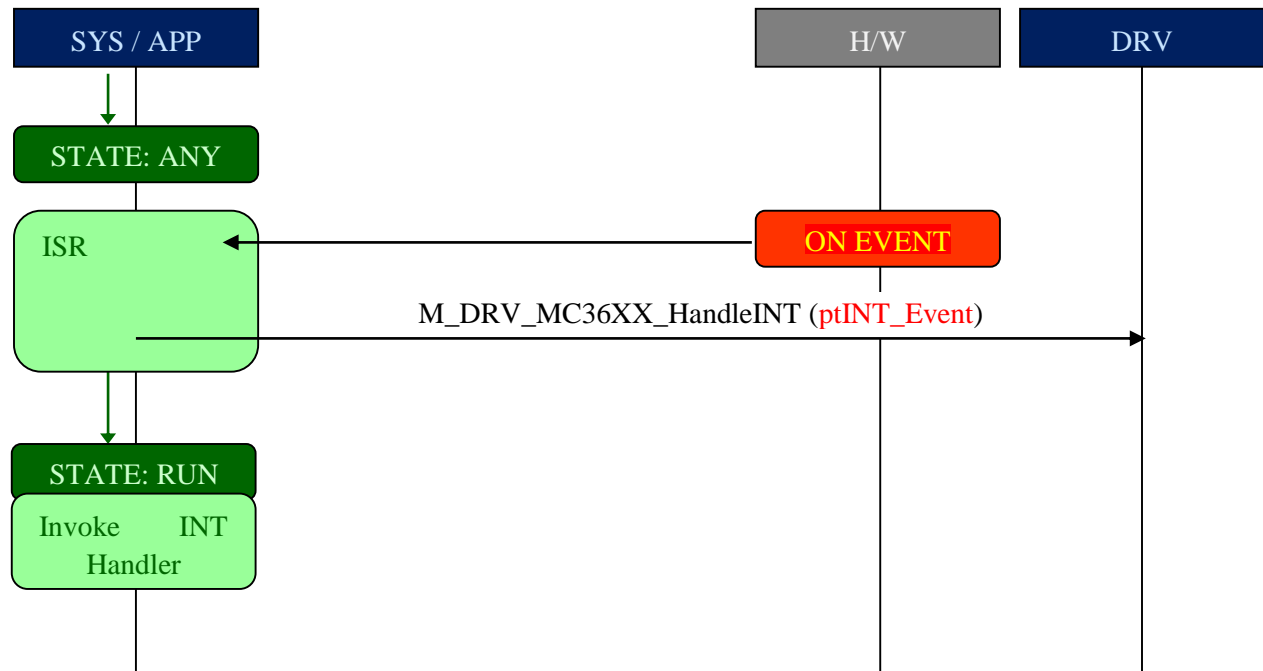 SYS / APP
H/W
DRV
STATE: ANY
ISR
ON EVENT
M_DRV_MC36XX_HandleINT (ptINT_Event)
STATE: RUN
Invoke INT
Handler